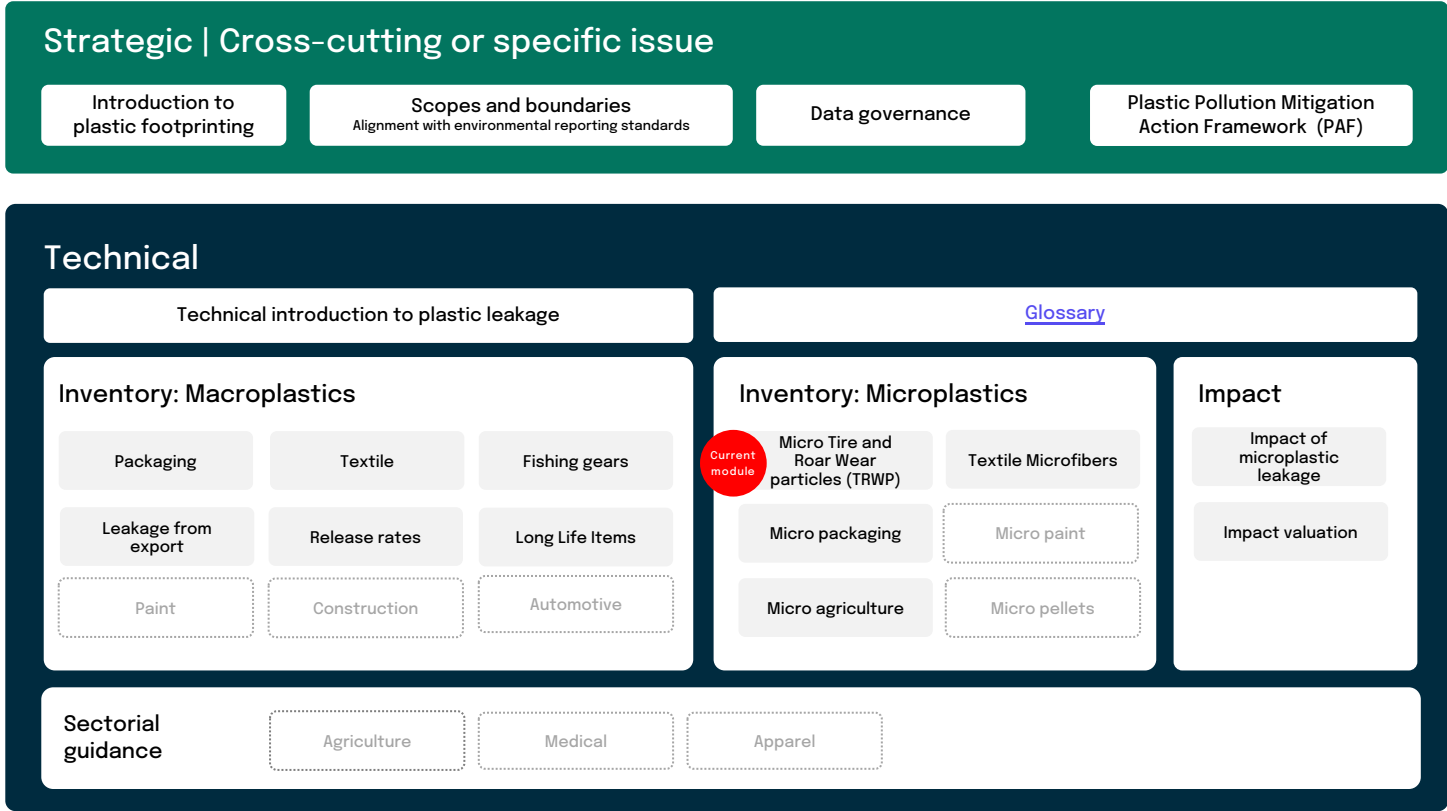 Strategic | Cross-cutting or specific issue
Introduction to
plastic footprinting
Scopes and boundaries
Alignment with environmental reporting standards
Data governance
Plastic Pollution Mitigation
Action Framework (PAF)
Technical
Technical introduction to plastic leakage
Glossary
Inventory: Macroplastics
Packaging
Textile
Fishing gears
Leakage from
export
Release rates
Long Life Items
Paint
Construction
Automotive
Inventory: Microplastics
Current
module
Micro Tire and
Roar Wear
particles (TRWP)
Textile Microfibers
Micro packaging
Micro paint
Micro agriculture
Micro pellets
Impact
Impact of
microplastic
leakage
Impact valuation
Sectorial
guidance
Agriculture
Medical
Apparel